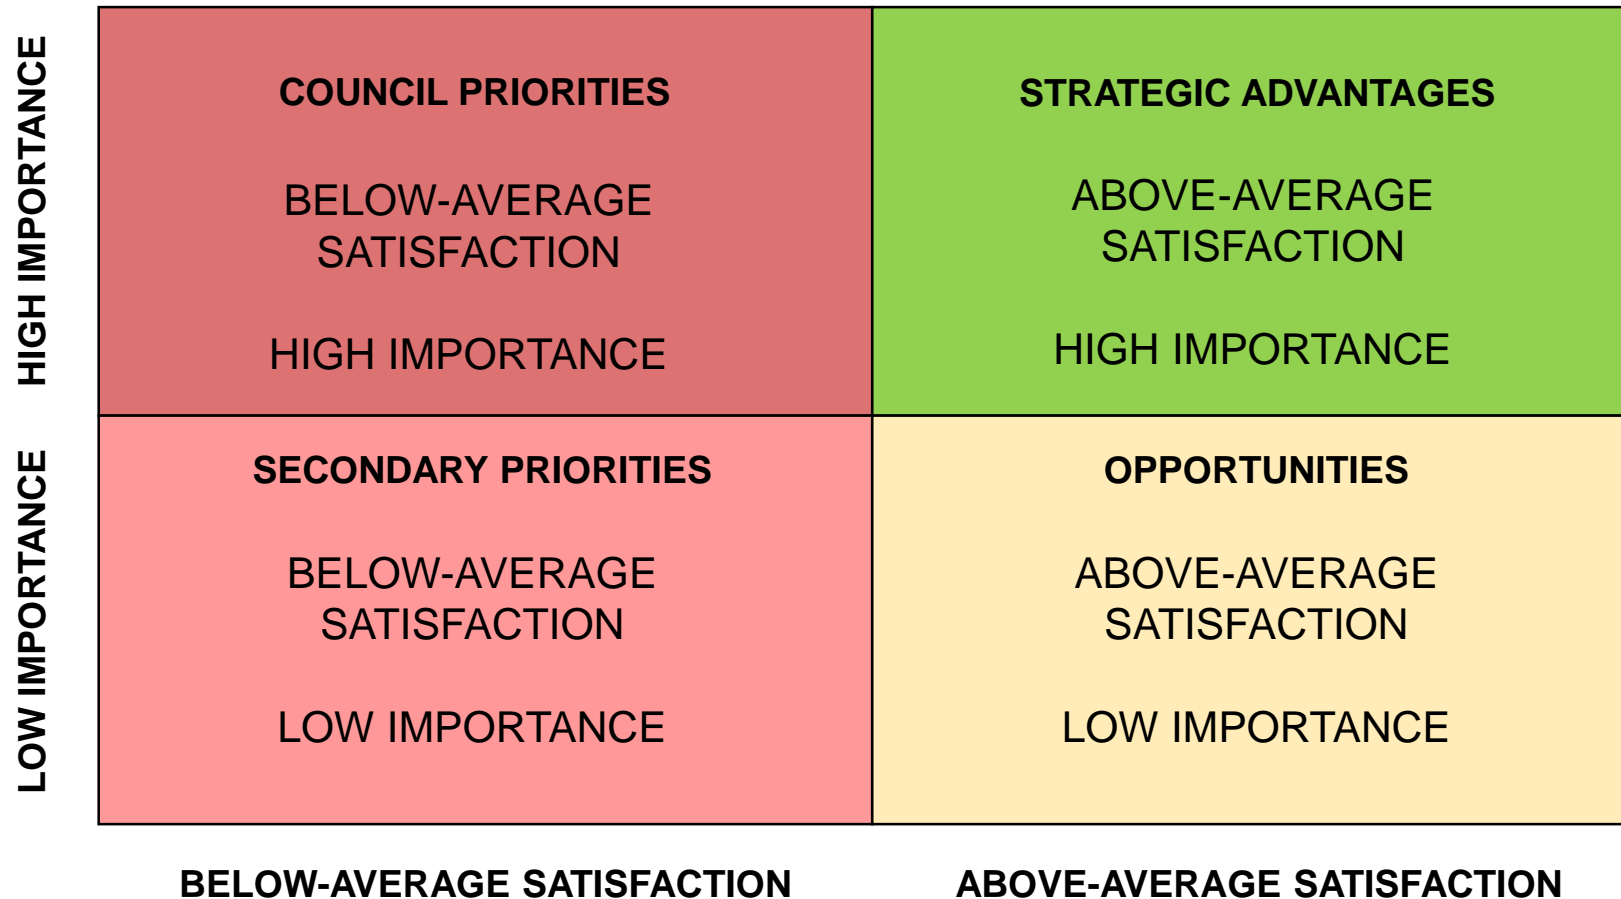 HIGH IMPORTANCE
COUNCIL PRIORITIES
BELOW-AVERAGE
SATISFACTION
HIGH IMPORTANCE
STRATEGIC ADVANTAGES
ABOVE-AVERAGE
SATISFACTION
HIGH IMPORTANCE
LOW IMPORTANCE
SECONDARY PRIORITIES
BELOW-AVERAGE
SATISFACTION
LOW IMPORTANCE
OPPORTUNITIES
ABOVE-AVERAGE
SATISFACTION
LOW IMPORTANCE
BELOW-AVERAGE SATISFACTION
ABOVE-AVERAGE SATISFACTION